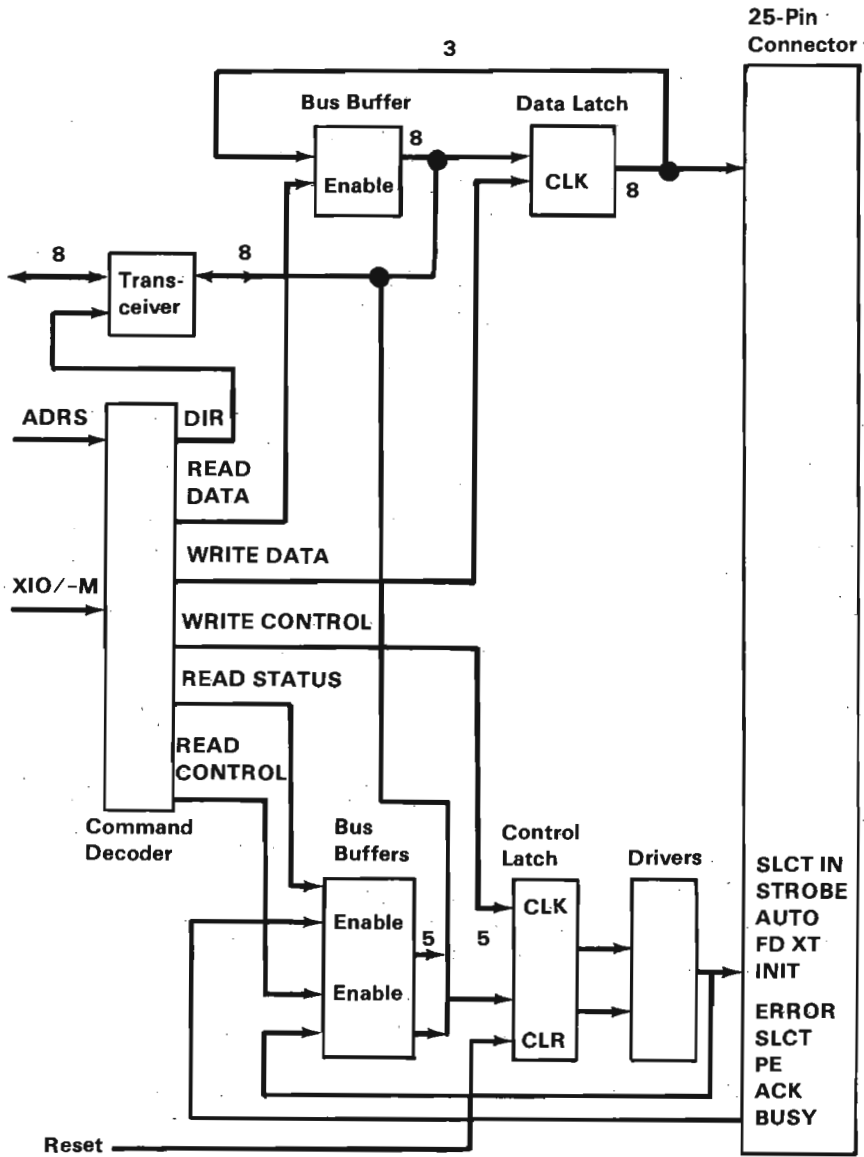 25-Pin
Connector
3
Bus Buffer
Data Latch
8
Enable
CLK
8
8
8
Trans-
ceiver
ADRS
DIR
READ
DATA
WRITE DATA
XIO/-M
WRITE CONTROL
READ STATUS
READ
CONTROL
Command
Decoder
Bus
Buffers
Control
Latch
Drivers
SLCT IN
STROBE
AUTO
FD XT
INIT
ERROR
SLCT
PE
ACK
BUSY
Enable
CLK
5
5
Enable
CLR
Reset